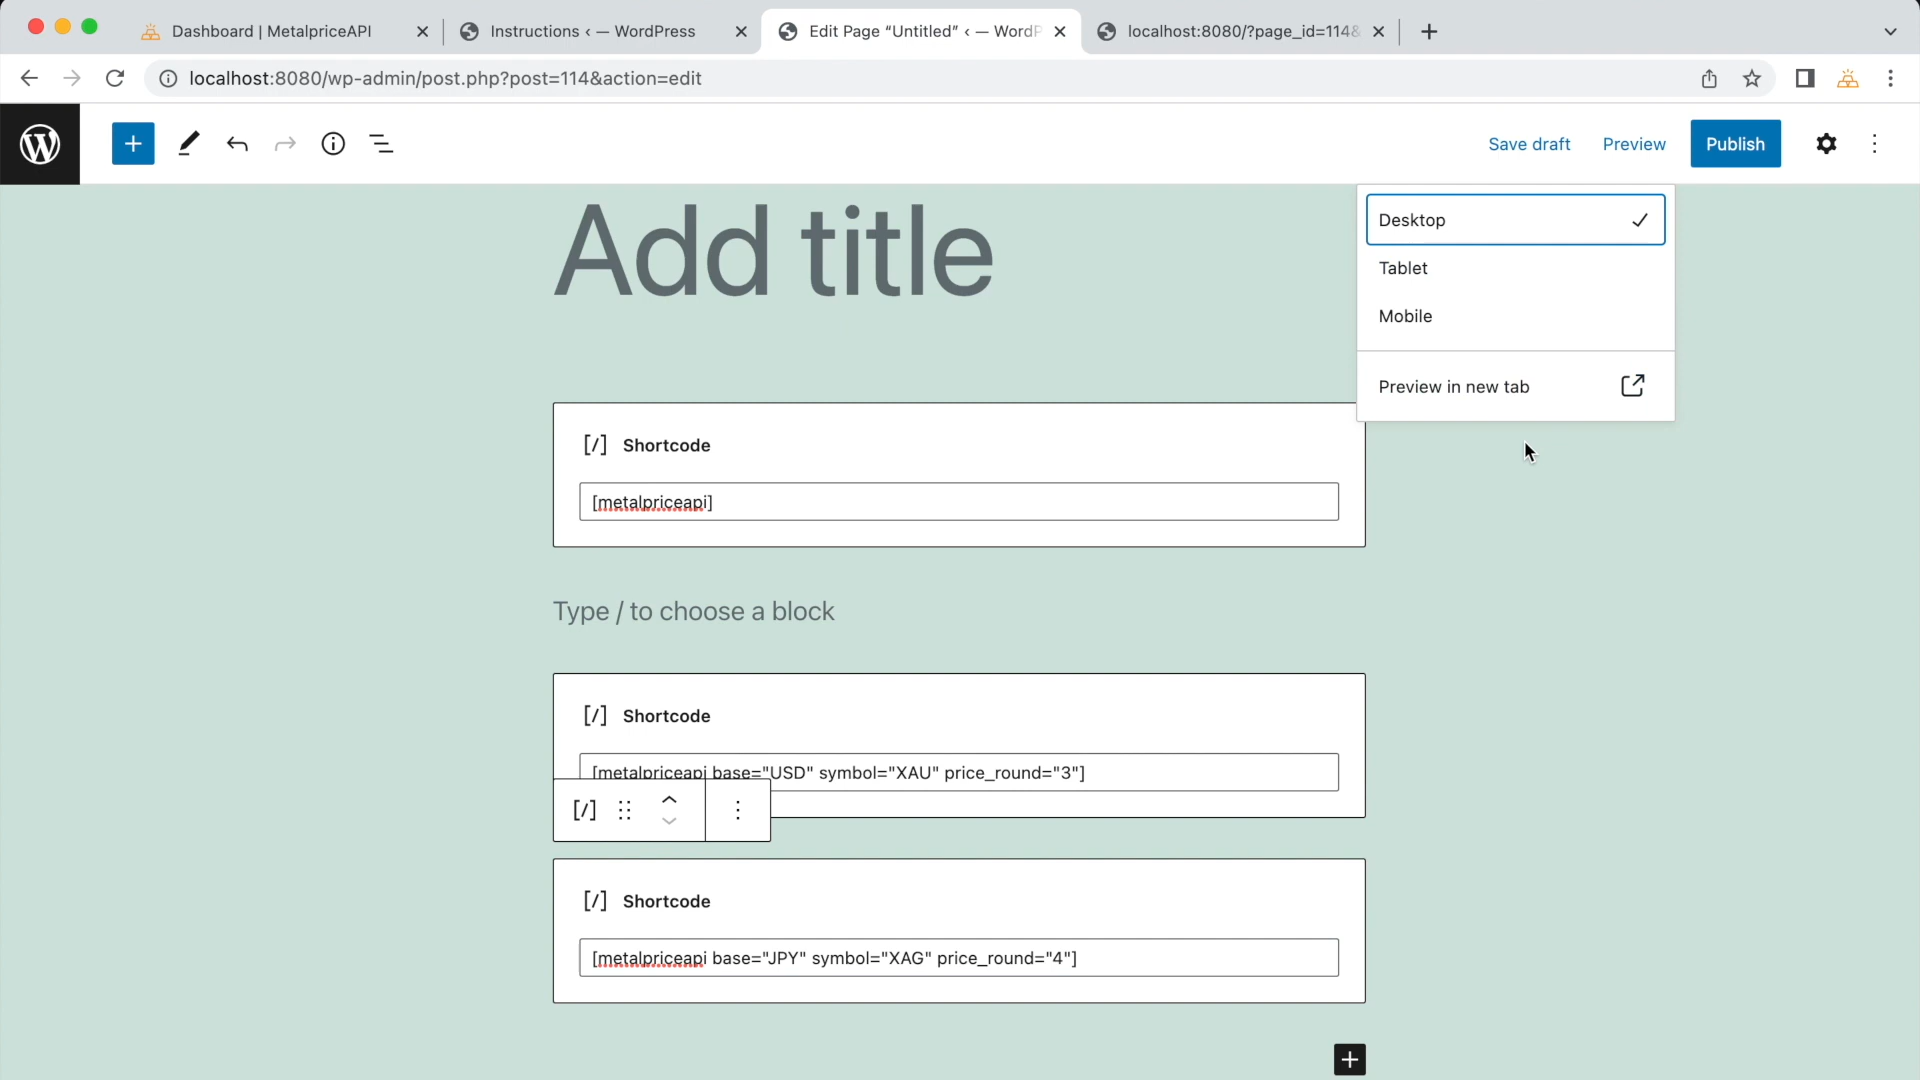 Dashboard | MetalpriceAPI
Instructions ‹ — WordPress
Edit Page “Untitled” ‹ — WordP
localhost:8080/?page_id=114&
localhost:8080/wp-admin/post.php?post=114&action=edit
Save draft
Preview
Publish
Add title
Desktop
Tablet
Mobile
Preview in new tab
[/] Shortcode
[metalpriceapi]
Type / to choose a block
[/] Shortcode
[metalpriceapi base="USD" symbol="XAU" price_round="3"]
[/]
[/] Shortcode
[metalpriceapi base="JPY" symbol="XAG" price_round="4"]